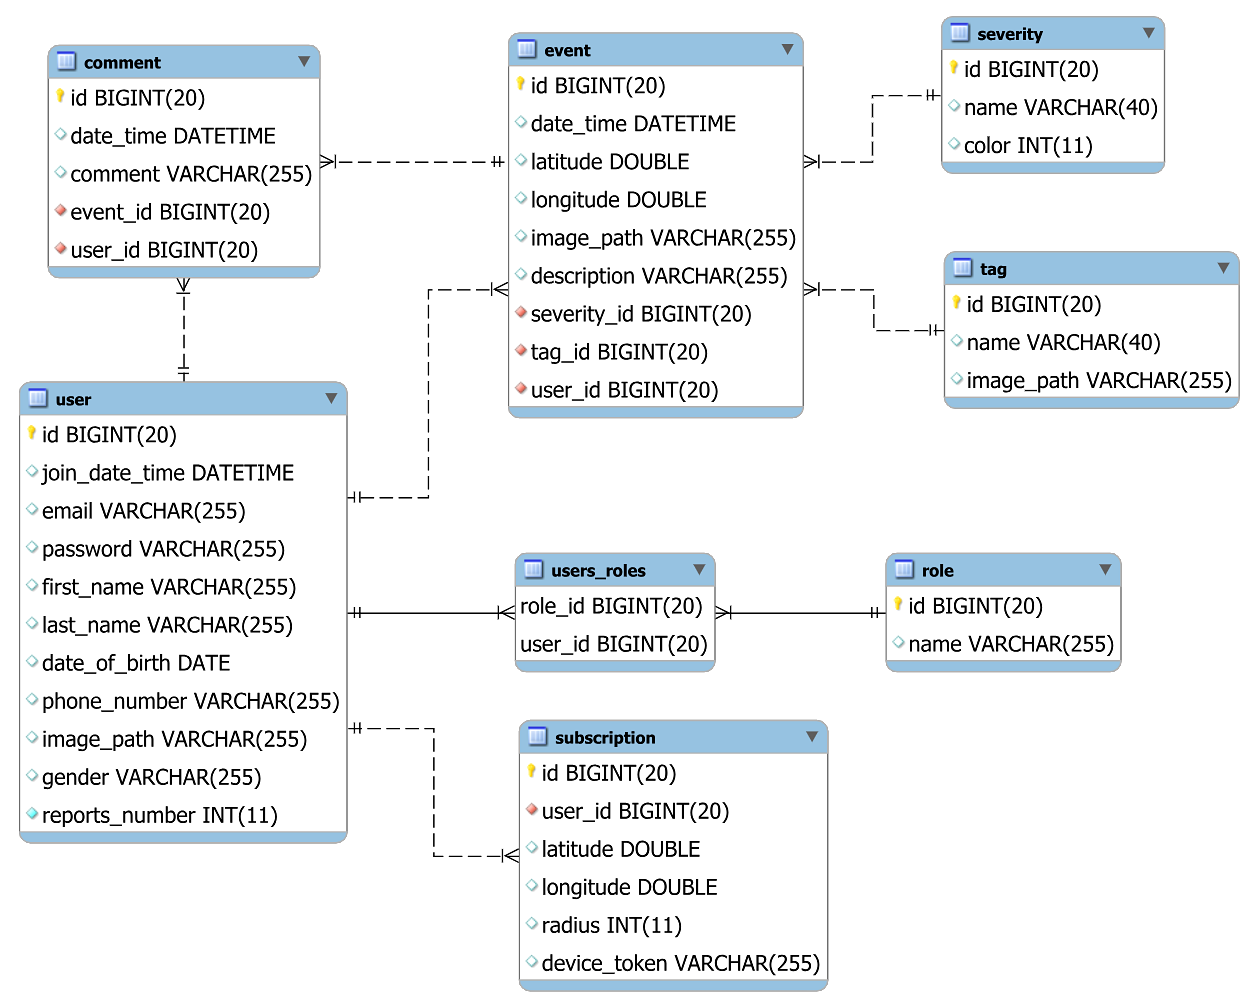 comment
id BIGINT(20)
date_time DATETIME
comment VARCHAR(255)
event_id BIGINT(20)
user_id BIGINT(20)
event
id BIGINT(20)
date_time DATETIME
latitude DOUBLE
longitude DOUBLE
image_path VARCHAR(255)
description VARCHAR(255)
severity_id BIGINT(20)
tag_id BIGINT(20)
user_id BIGINT(20)
severity
id BIGINT(20)
name VARCHAR(40)
color INT(11)
tag
id BIGINT(20)
name VARCHAR(40)
image_path VARCHAR(255)
user
id BIGINT(20)
join_date_time DATETIME
email VARCHAR(255)
password VARCHAR(255)
first_name VARCHAR(255)
last_name VARCHAR(255)
date_of_birth DATE
phone_number VARCHAR(255)
image_path VARCHAR(255)
gender VARCHAR(255)
reports_number INT(11)
users_roles
role_id BIGINT(20)
user_id BIGINT(20)
role
id BIGINT(20)
name VARCHAR(255)
subscription
id BIGINT(20)
user_id BIGINT(20)
latitude DOUBLE
longitude DOUBLE
radius INT(11)
device_token VARCHAR(255)